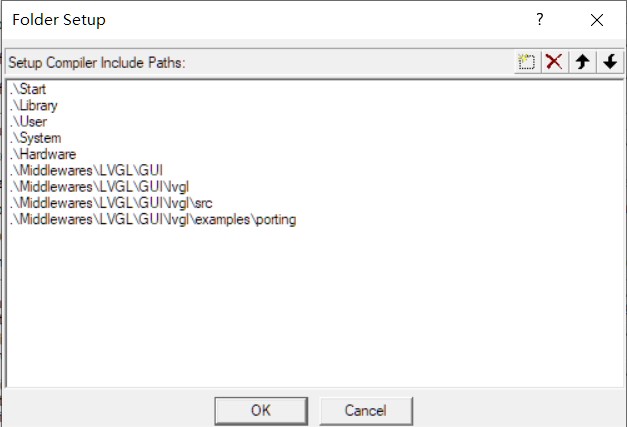 Folder Setup
?
Setup Compiler Include Paths:
.\Start
.\Library
.\User
.\System
.\Hardware
.\Middlewares\LVGL\GUI
.\Middlewares\LVGL\GUI\lvgl
.\Middlewares\LVGL\GUI\lvgl\src
.\Middlewares\LVGL\GUI\lvgl\examples\porting
OK Cancel